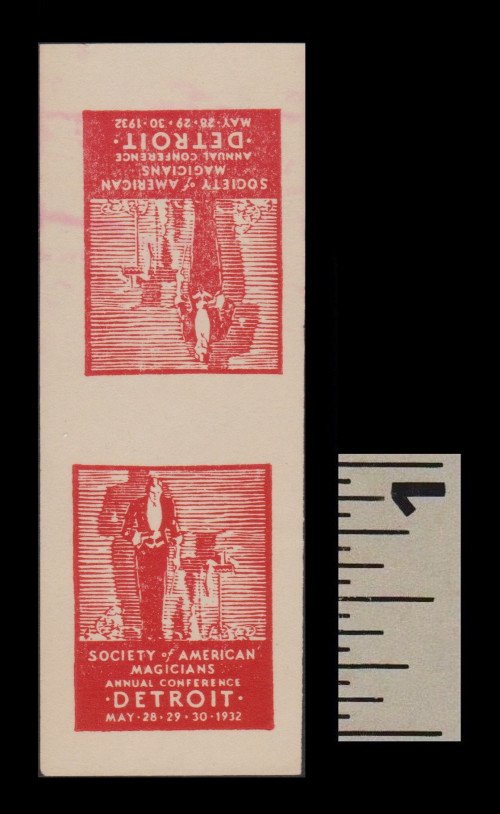 MAY · 28 · 29 · 30 · 1932
· DETROIT ·
ANNUAL CONFERENCE
MAGICIANS
SOCIETY of AMERICAN
SOCIETY of AMERICAN
MAGICIANS
ANNUAL CONFERENCE
· DETROIT ·
MAY · 28 · 29 · 30 · 1932
1